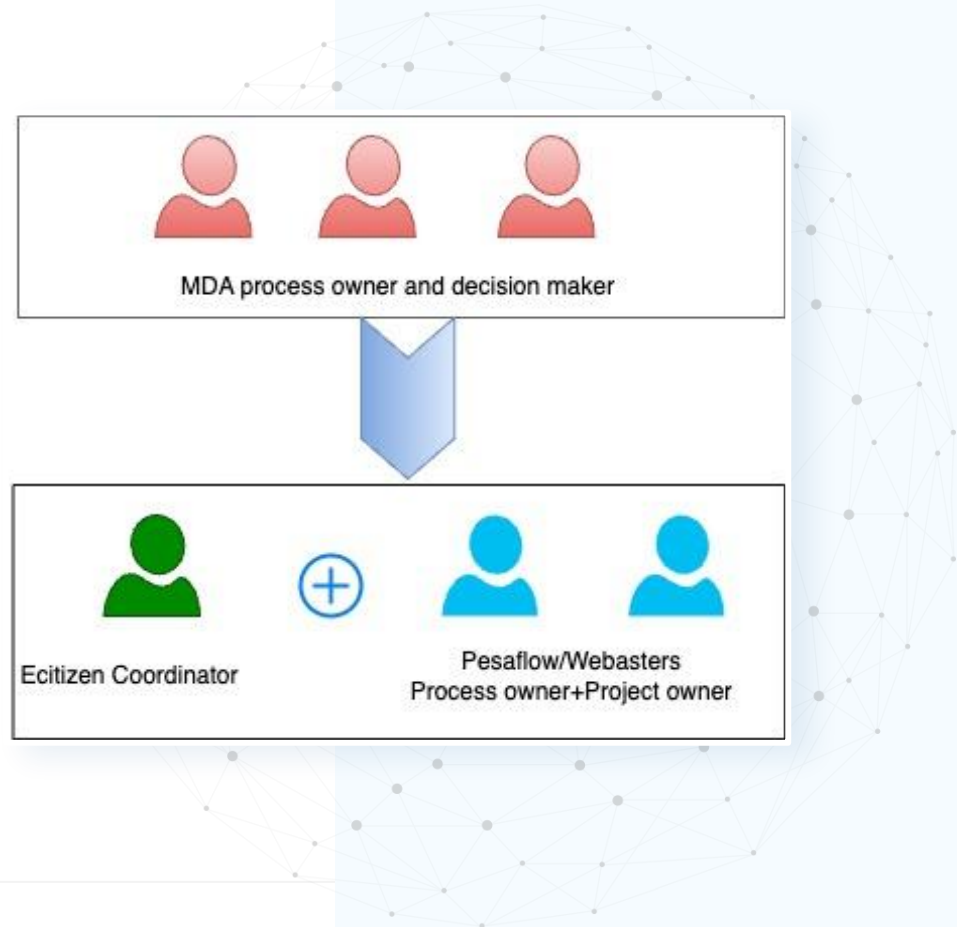 MDA process owner and decision maker
Ecitizen Coordinator
Pesaflow/Webasters
Process owner+Project owner